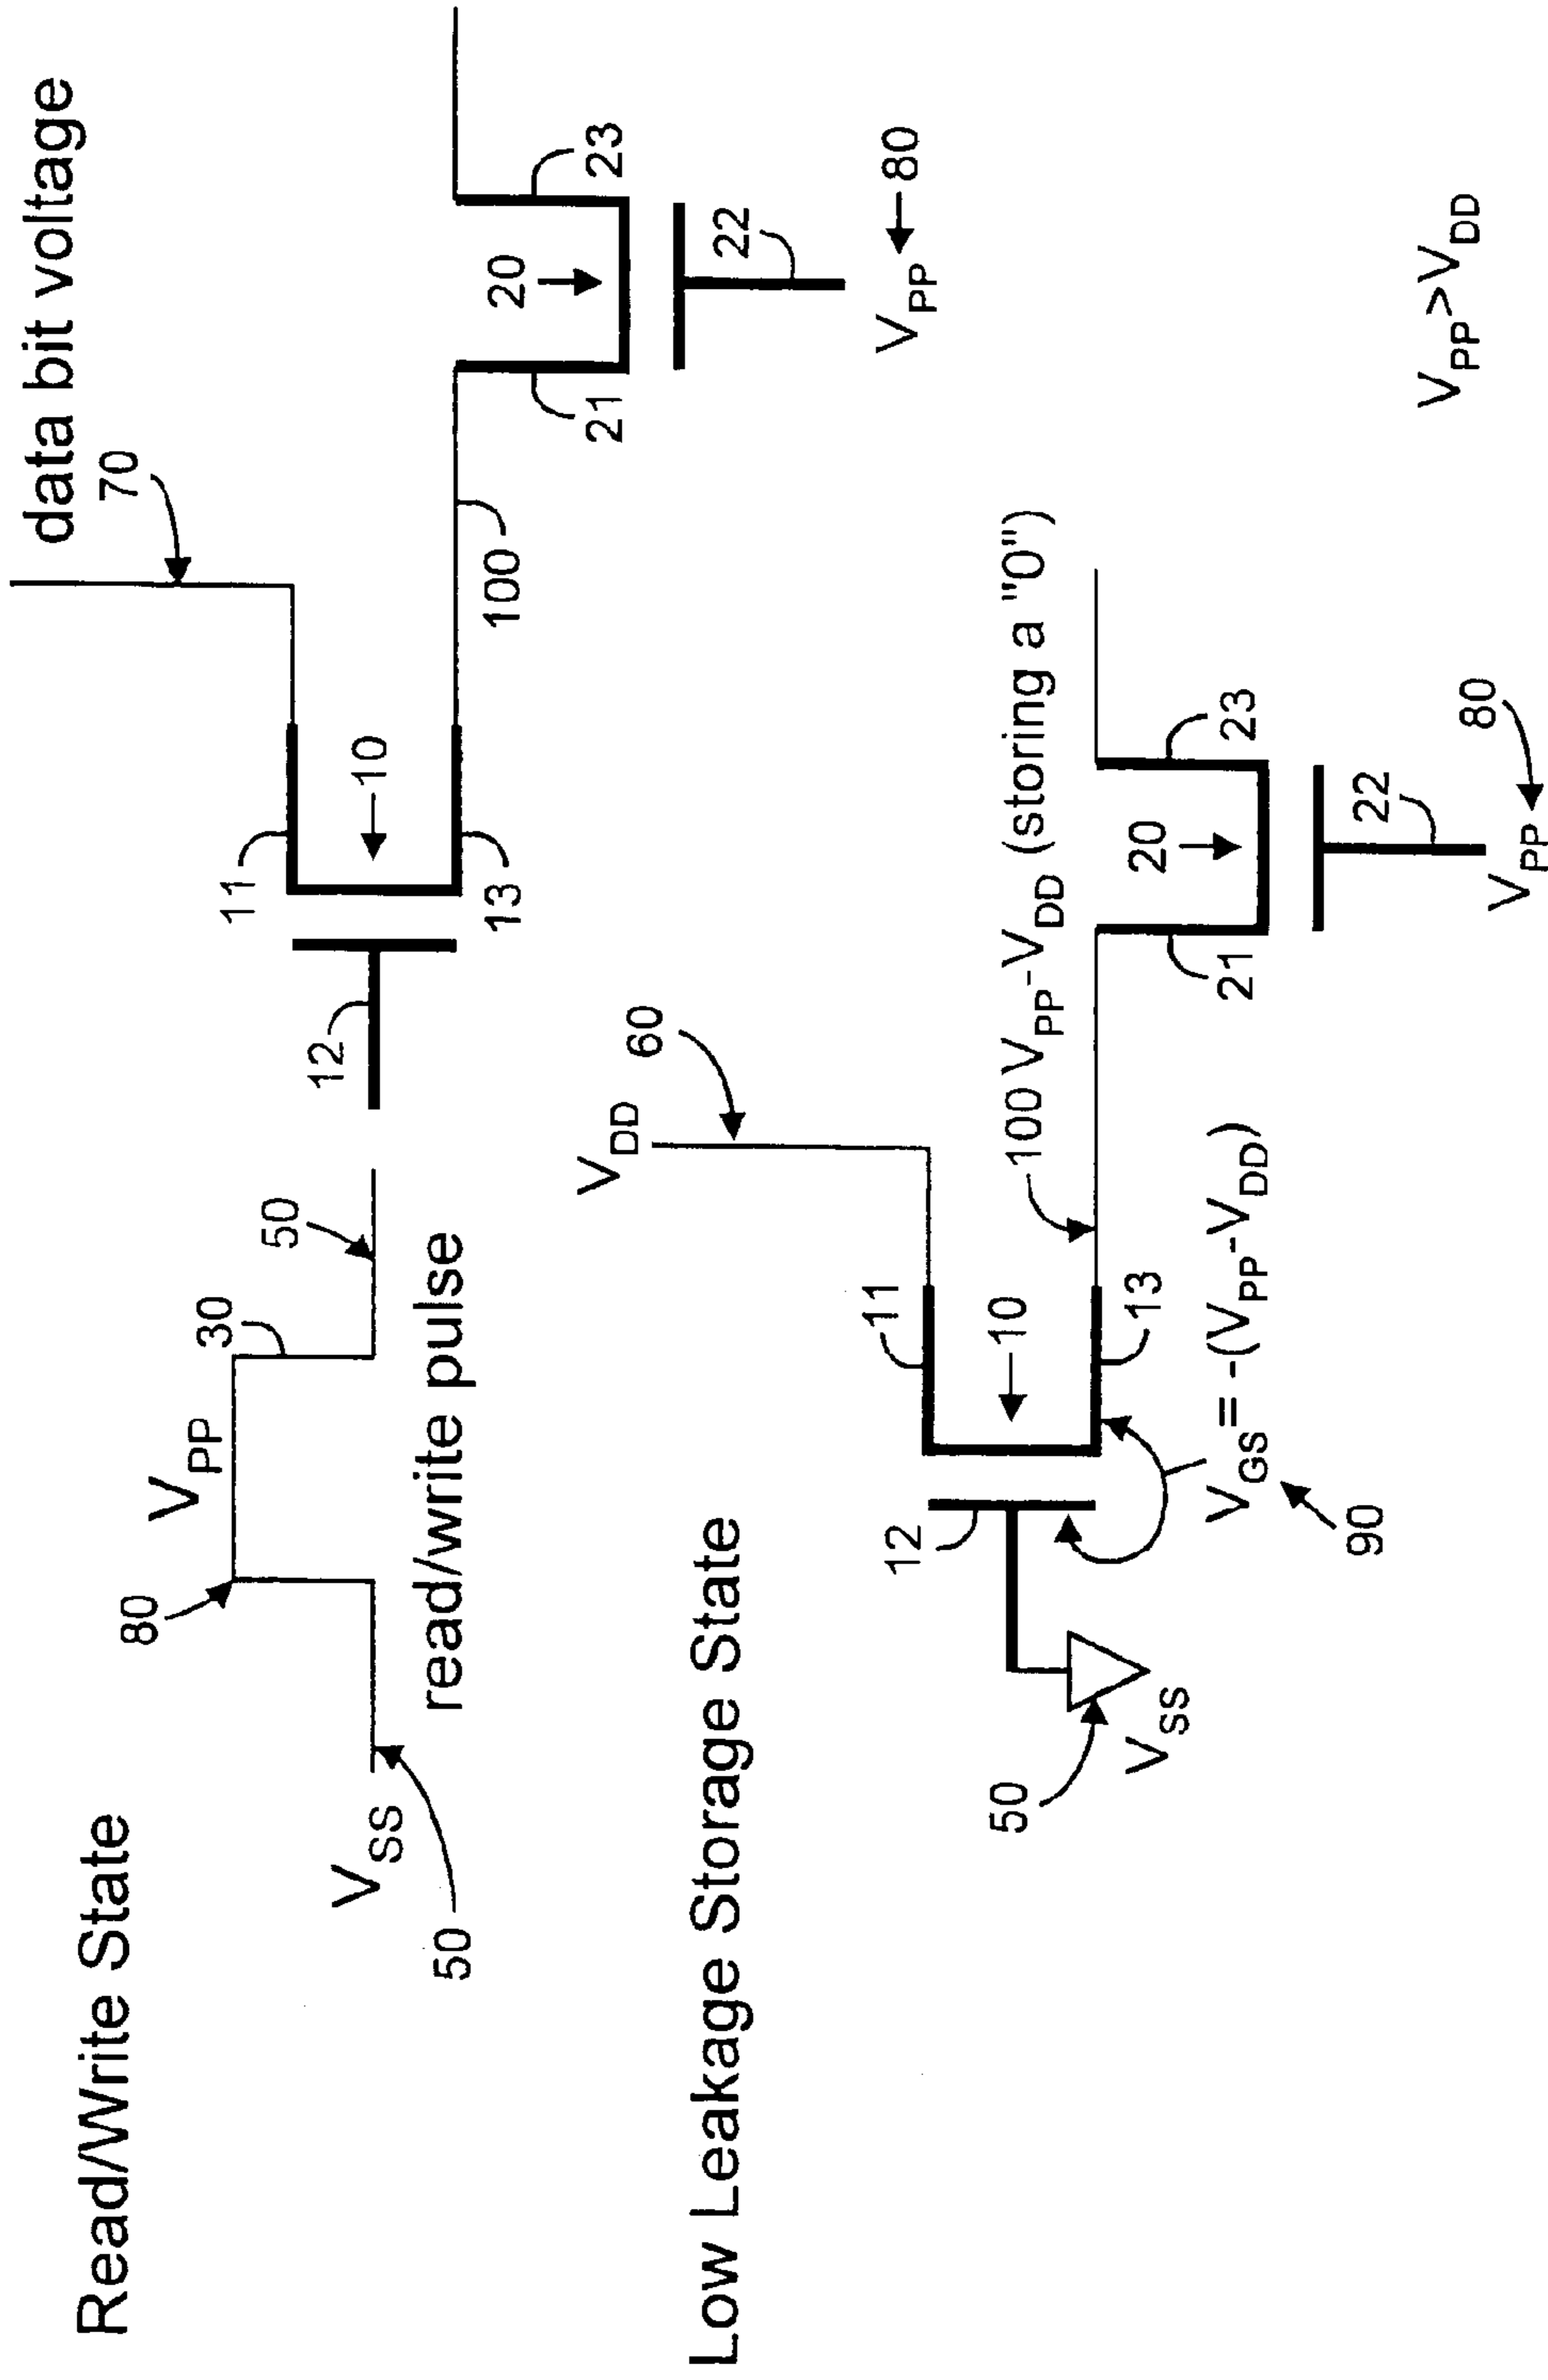 Read/Write State
data bit voltage
80
V_PP
30
50
70
V_SS
50
read/write pulse
12
11
10
13
100
20
21
23
22
V_PP
80
Low Leakage Storage State
V_DD
60
12
11
10
13
100 V_PP-V_DD (storing a "0")
50
V_SS
V_GS= -(V_PP-V_DD)
90
20
21
23
22
V_PP
80
V_PP>V_DD